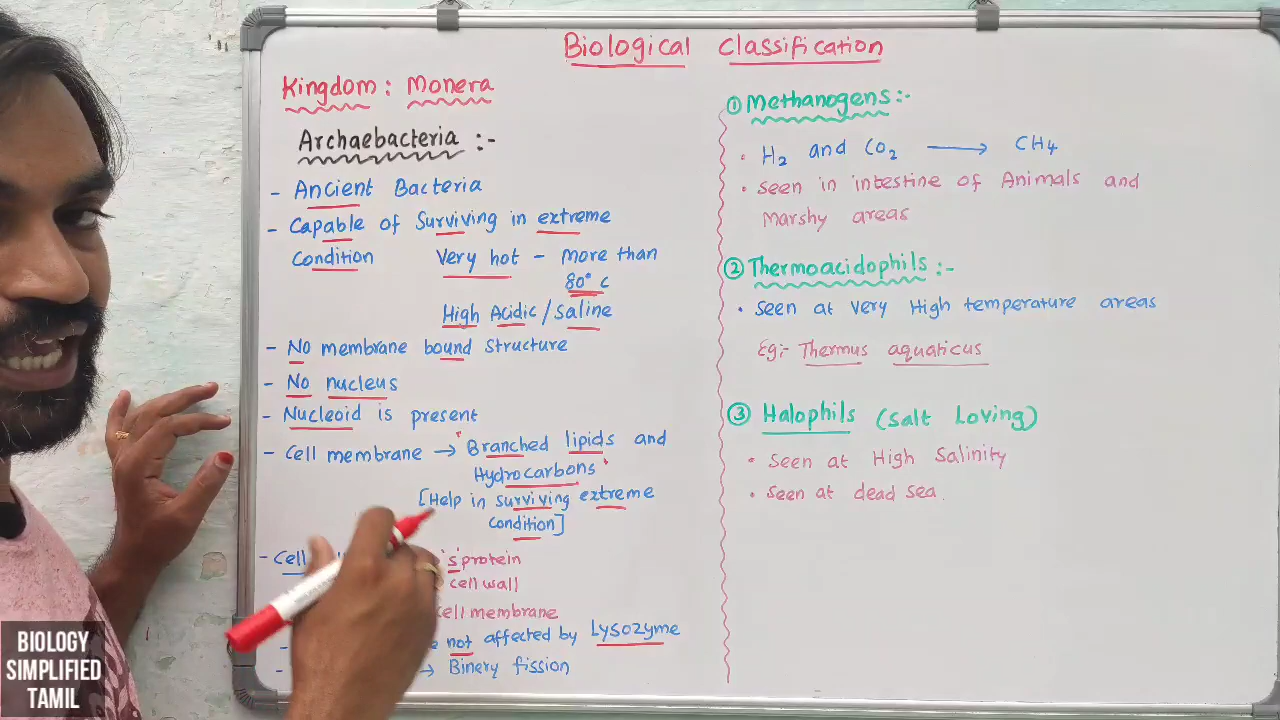 Biological Classification
Kingdom: Monera
Archaebacteria :-
- Ancient Bacteria
- Capable of Surviving in extreme
Condition Very hot - More than
80° c
High Acidic / Saline
- No membrane bound Structure
- No nucleus
- Nucleoid is present
- Cell membrane → Branched lipids and
Hydrocarbons
[Help in surviving extreme
condition]
- Cell 's' protein
cell wall
cell membrane
- not affected by Lysozyme
- → Binery fission
① Methanogens :-
• H2 and CO2 → CH4
• Seen in intestine of Animals and
Marshy areas
② Thermoacidophils :-
• Seen at Very High temperature areas
Eg:- Thermus aquaticus
③ Halophils (Salt Loving)
• Seen at High Salinity
• Seen at dead sea.
BIOLOGY
SIMPLIFIED
TAMIL